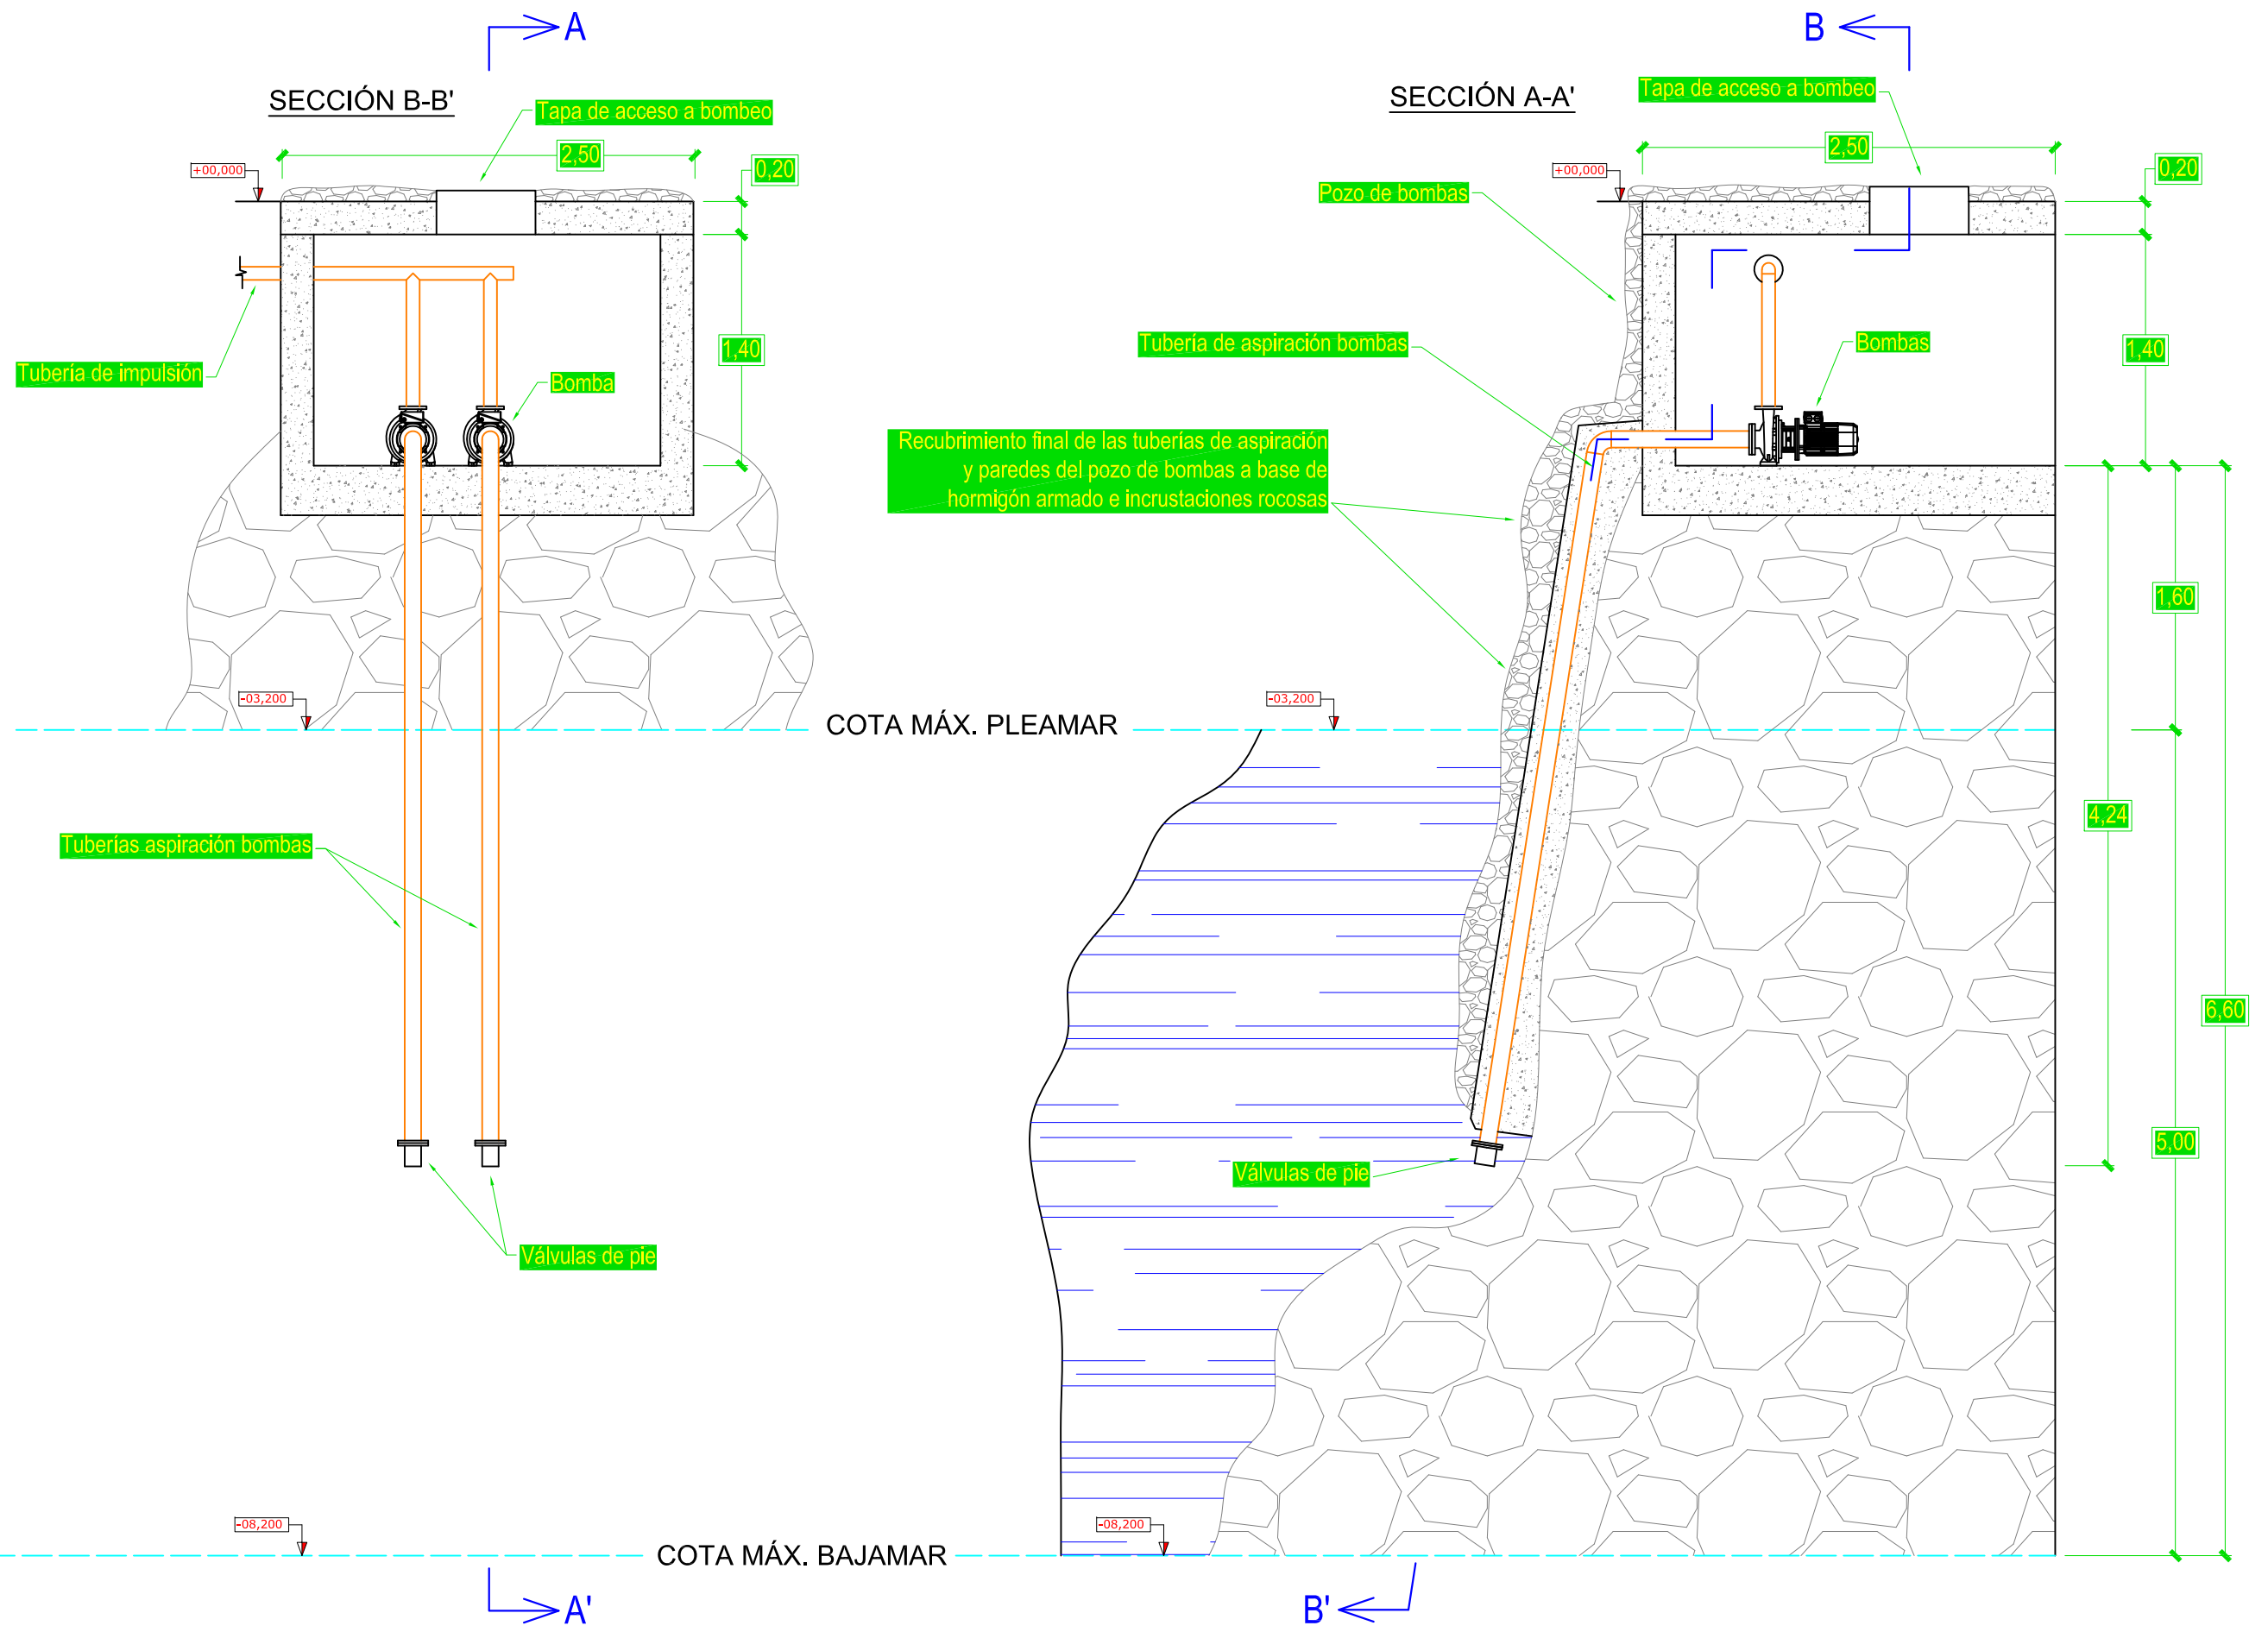 A
B
SECCIÓN B-B'
Tapa de acceso a bombeo
2,50
0,20
+00,000
1,40
Tubería de impulsión
Bomba
-03,200
Tuberías aspiración bombas
Válvulas de pie
-08,200
A'
SECCIÓN A-A'
Tapa de acceso a bombeo
2,50
0,20
+00,000
Pozo de bombas
Tubería de aspiración bombas
Bombas
1,40
Recubrimiento final de las tuberías de aspiración
y paredes del pozo de bombas a base de
hormigón armado e incrustaciones rocosas
1,60
-03,200
COTA MÁX. PLEAMAR
4,24
6,60
5,00
Válvulas de pie
-08,200
COTA MÁX. BAJAMAR
B'